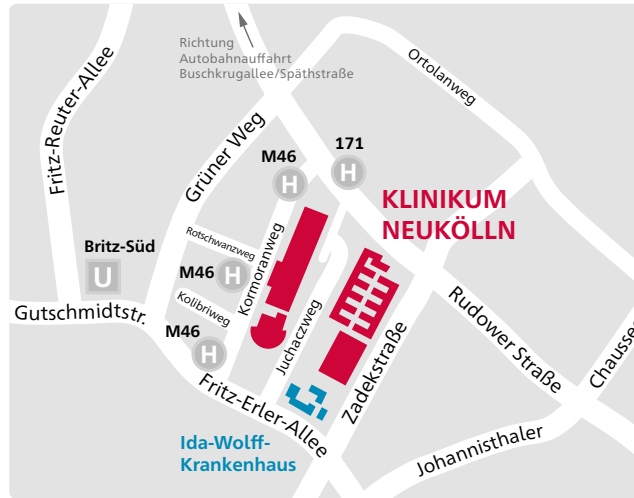 Richtung
Autobahnauffahrt
Buschkrugallee/Späthstraße
Fritz-Reuter-Allee
Ortolanweg
Grüner Weg
171
M46
H
H
KLINIKUM
NEUKÖLLN
Rotschwanzweg
Britz-Süd
U
M46
H
Kormoranweg
Kolibriweg
Gutschmidtstr.
M46
H
Juchaczweg
Rudower Straße
Zadekstraße
Fritz-Erler-Allee
Chaussee
Johannisthaler
Ida-Wolff-
Krankenhaus